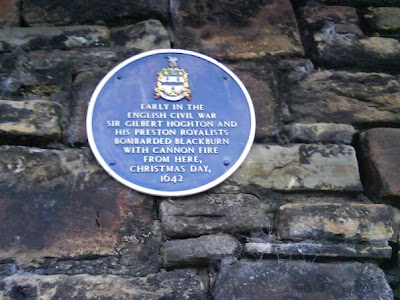 EARLY IN THE
ENGLISH CIVIL WAR
SIR GILBERT HOGHTON AND
HIS PRESTON ROYALISTS
BOMBARDED BLACKBURN
WITH CANNON FIRE
FROM HERE,
CHRISTMAS DAY,
1642